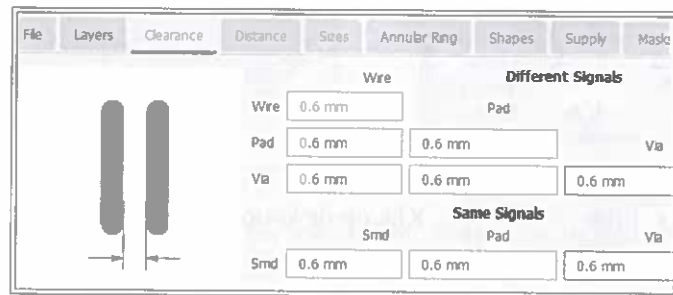 File Layers Clearance Distance Sizes Annular Ring Shapes Supply Masks
Wire Different Signals
Wire 0.6 mm Pad
Pad 0.6 mm 0.6 mm Via
Via 0.6 mm 0.6 mm 0.6 mm
Same Signals
Smd Pad Via
Smd 0.6 mm 0.6 mm 0.6 mm